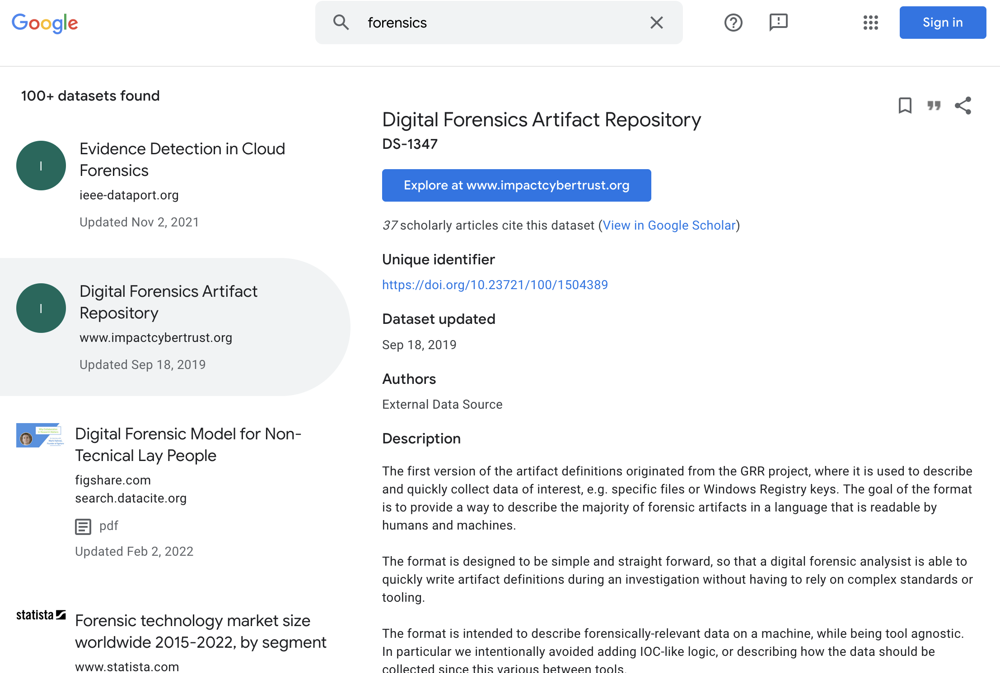 Google
forensics
Sign in
100+ datasets found
I
Evidence Detection in Cloud
Forensics
ieee-dataport.org
Updated Nov 2, 2021
I
Digital Forensics Artifact
Repository
www.impactcybertrust.org
Updated Sep 18, 2019
Why Collaboration
in Research Matters
Mark Hahnel,
Founder of figshare
Digital Forensic Model for Non-
Tecnical Lay People
figshare.com
search.datacite.org
pdf
Updated Feb 2, 2022
statista
Forensic technology market size
worldwide 2015-2022, by segment
www.statista.com
Digital Forensics Artifact Repository
DS-1347
Explore at www.impactcybertrust.org
37 scholarly articles cite this dataset (View in Google Scholar)
Unique identifier
https://doi.org/10.23721/100/1504389
Dataset updated
Sep 18, 2019
Authors
External Data Source
Description
The first version of the artifact definitions originated from the GRR project, where it is used to describe
and quickly collect data of interest, e.g. specific files or Windows Registry keys. The goal of the format
is to provide a way to describe the majority of forensic artifacts in a language that is readable by
humans and machines.
The format is designed to be simple and straight forward, so that a digital forensic analysist is able to
quickly write artifact definitions during an investigation without having to rely on complex standards or
tooling.
The format is intended to describe forensically-relevant data on a machine, while being tool agnostic.
In particular we intentionally avoided adding IOC-like logic, or describing how the data should be
collected since this various between tools.